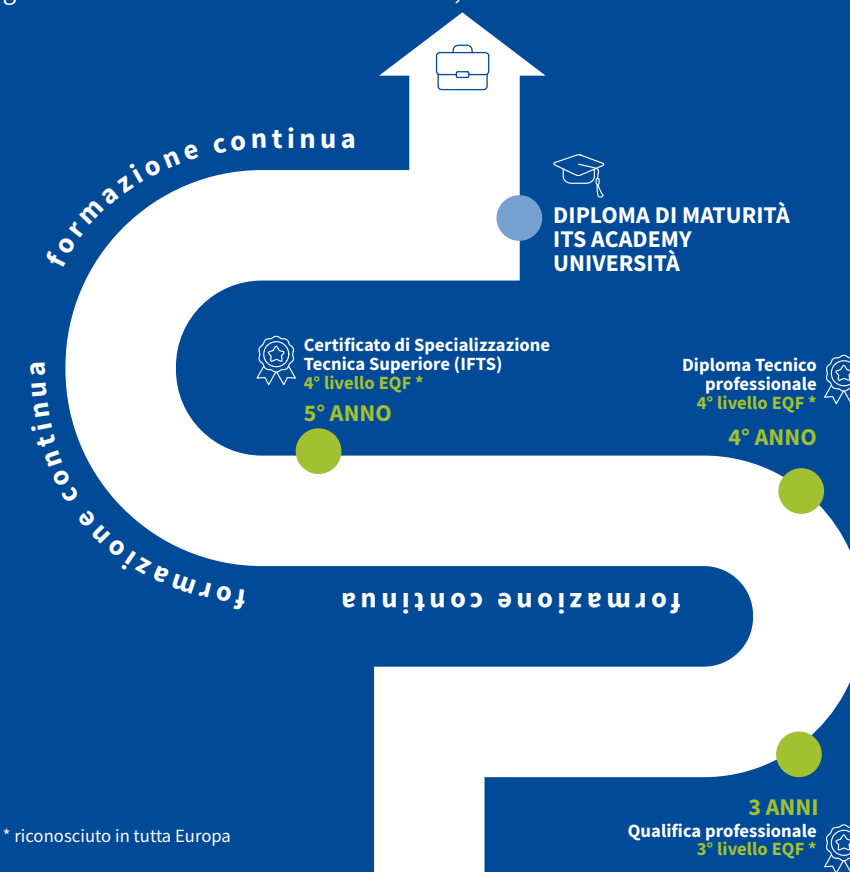 formazione continua
DIPLOMA DI MATURITÀ
ITS ACADEMY
UNIVERSITÀ
Certificato di Specializzazione
Tecnica Superiore (IFTS)
4° livello EQF *
5° ANNO
Diploma Tecnico
professionale
4° livello EQF *
4° ANNO
formazione continua
formazione continua
3 ANNI
Qualifica professionale
3° livello EQF *
* riconosciuto in tutta Europa